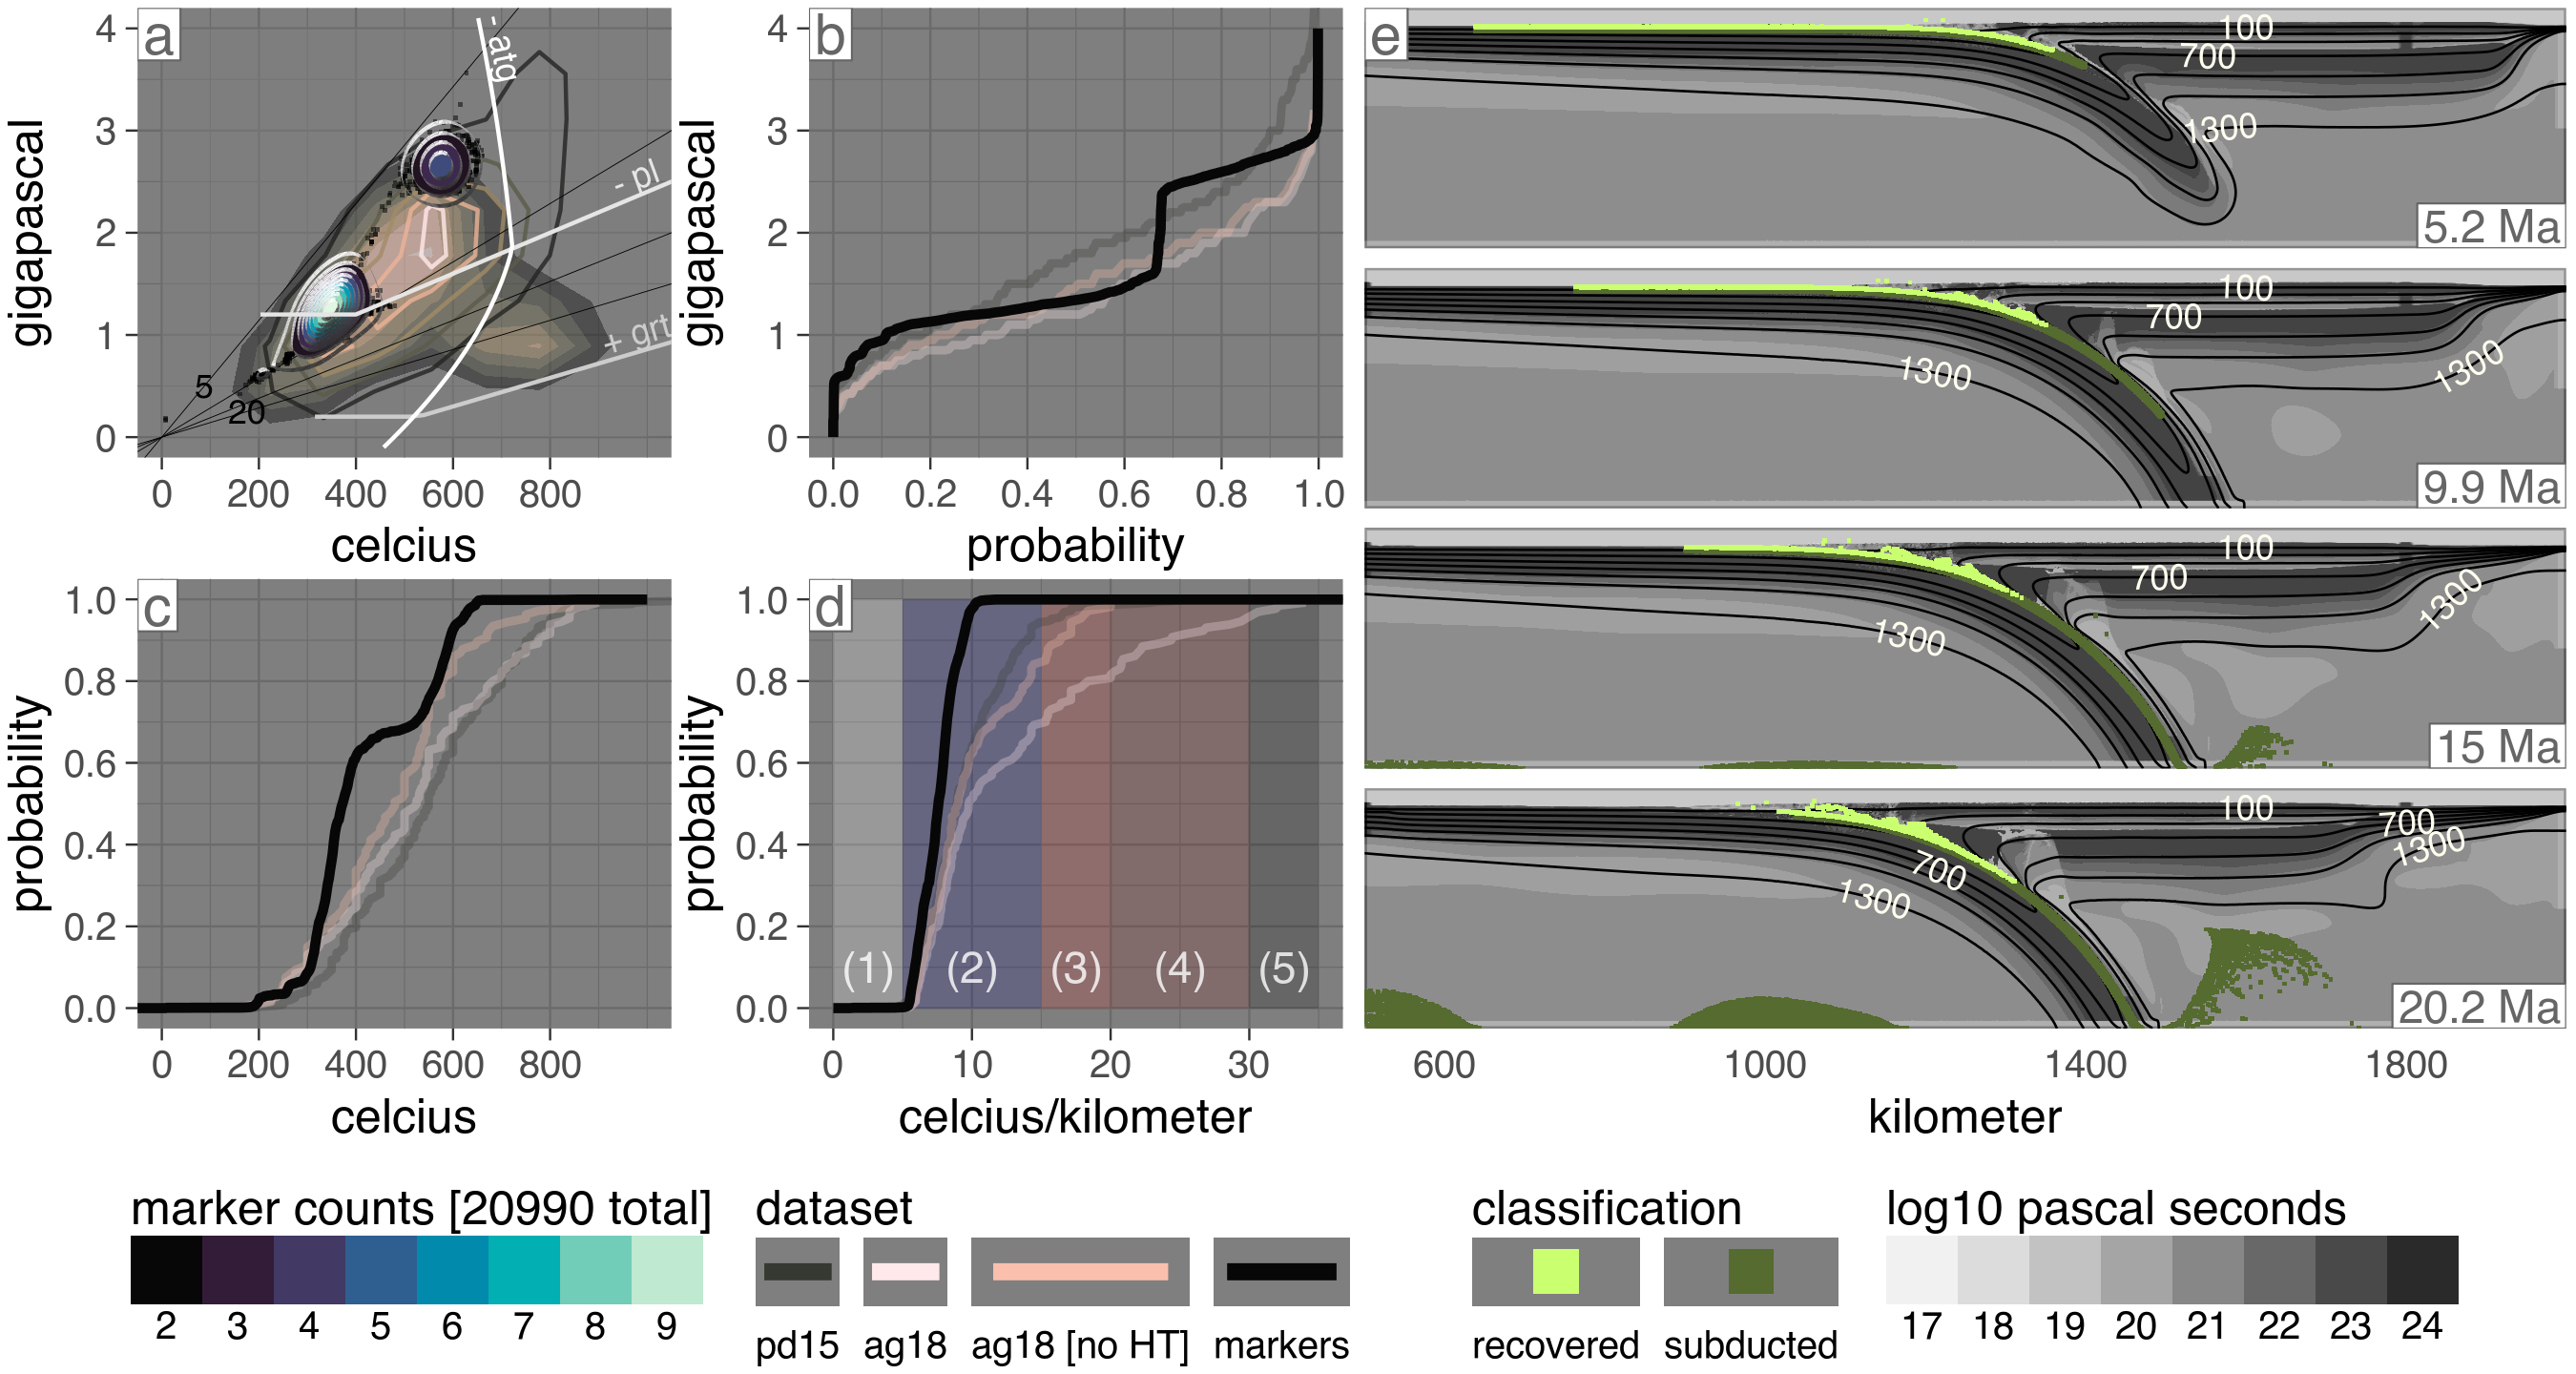 a
4
3
2
1
0
gigapascal
- atg
- pl
+ grt
5
20
0 200 400 600 800
celcius
b
4
3
2
1
0
gigapascal
0.0 0.2 0.4 0.6 0.8 1.0
probability
c
1.0
0.8
0.6
0.4
0.2
0.0
probability
0 200 400 600 800
celcius
d
1.0
0.8
0.6
0.4
0.2
0.0
probability
(1) (2) (3) (4) (5)
0 10 20 30
celcius/kilometer
e
100
700
1300
5.2 Ma
100
700
1300
1300
9.9 Ma
100
700
1300
1300
15 Ma
100
700
1300
700
1300
20.2 Ma
600 1000 1400 1800
kilometer
marker counts [20990 total]
2 3 4 5 6 7 8 9
dataset
pd15 ag18 ag18 [no HT] markers
classification
recovered subducted
log10 pascal seconds
17 18 19 20 21 22 23 24